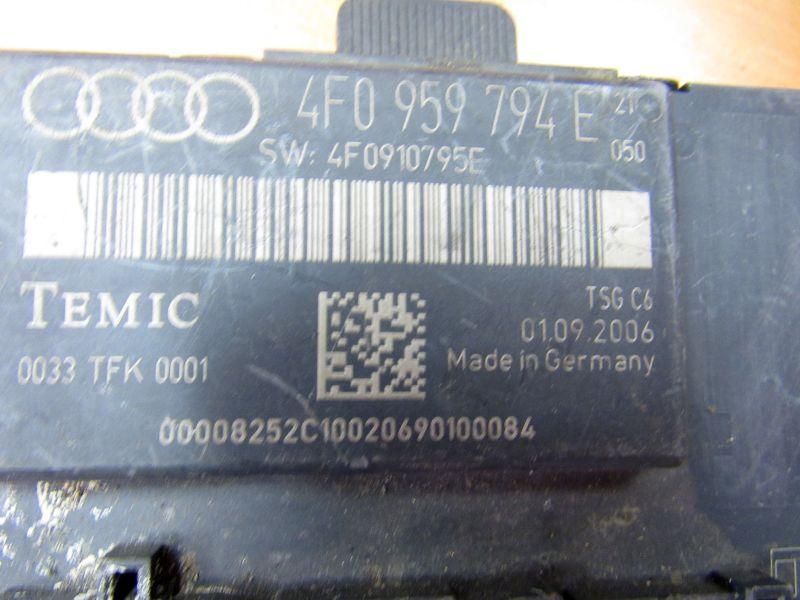 4F0 959 794 E 21
SW: 4F0910795E 050
TEMIC
TSG C6
01.09.2006
0033 TFK 0001
Made in Germany
00008252C10020690100084